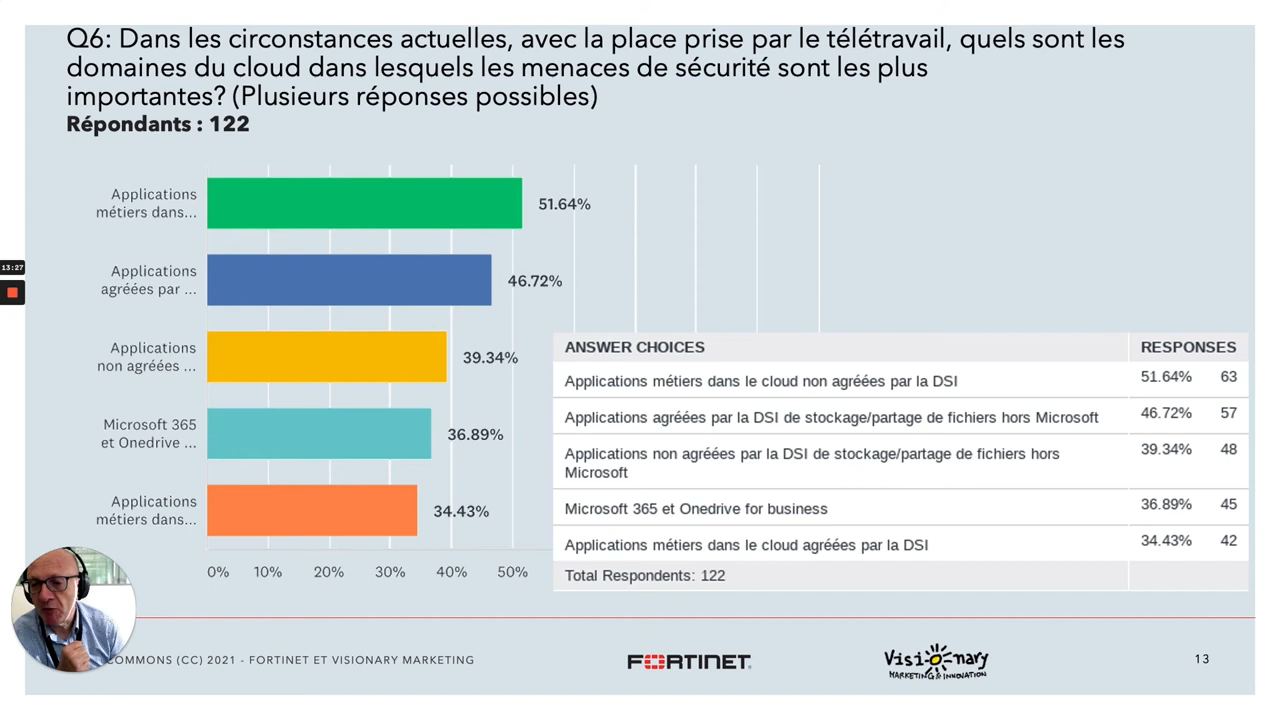 Q6: Dans les circonstances actuelles, avec la place prise par le télétravail, quels sont les
domaines du cloud dans lesquels les menaces de sécurité sont les plus
importantes? (Plusieurs réponses possibles)
Répondants : 122
Applications
métiers dans...
51.64%
Applications
agréées par ...
46.72%
Applications
non agréées ...
39.34%
Microsoft 365
et Onedrive ...
36.89%
Applications
métiers dans...
34.43%
0% 10% 20% 30% 40% 50%
13:27
ANSWER CHOICES RESPONSES
Applications métiers dans le cloud non agréées par la DSI 51.64% 63
Applications agréées par la DSI de stockage/partage de fichiers hors Microsoft 46.72% 57
Applications non agréées par la DSI de stockage/partage de fichiers hors 39.34% 48
Microsoft
Microsoft 365 et Onedrive for business 36.89% 45
Applications métiers dans le cloud agréées par la DSI 34.43% 42
Total Respondents: 122
COMMONS (CC) 2021 - FORTINET ET VISIONARY MARKETING
FORTINET
Visionary
MARKETING & INNOVATION
13